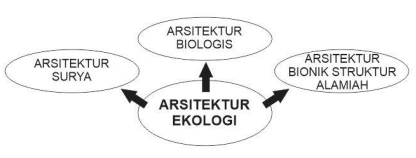 ARSITEKTUR
BIOLOGIS
ARSITEKTUR
SURYA
ARSITEKTUR
BIONIK STRUKTUR
ALAMIAH
ARSITEKTUR
EKOLOGI